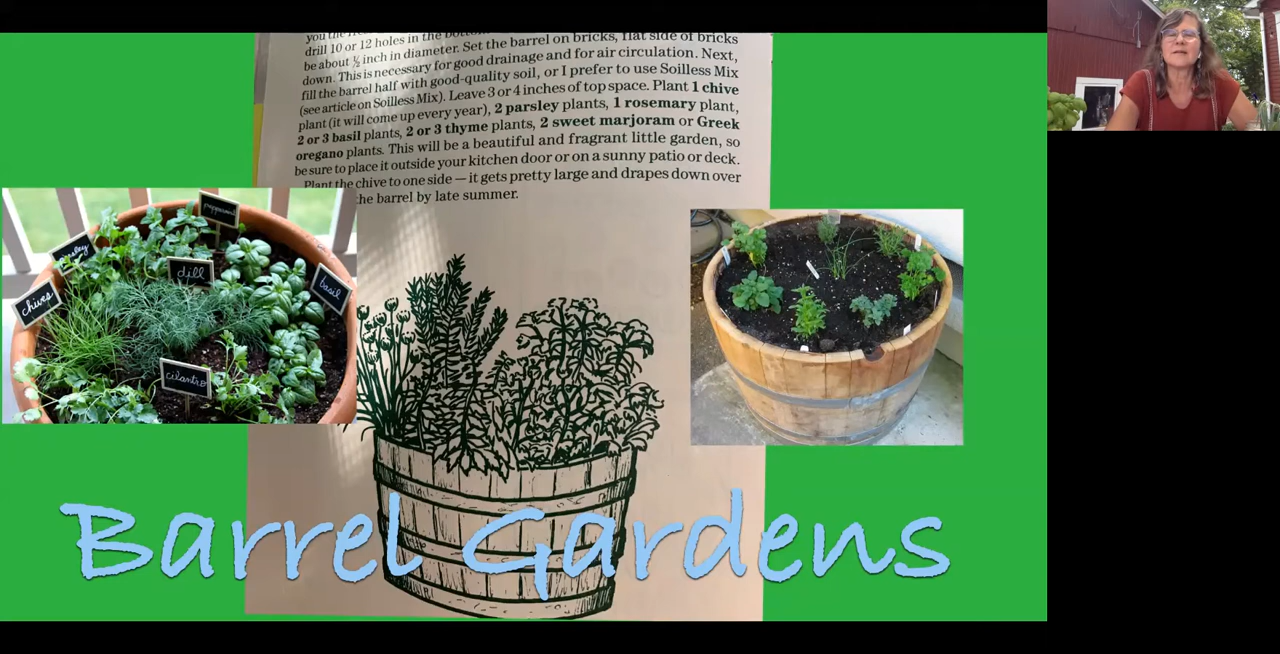 drill 10 or 12 holes in the
be about ½ inch in diameter. Set the barrel on bricks, flat side of bricks
down. This is necessary for good drainage and for air circulation. Next,
fill the barrel half with good-quality soil, or I prefer to use Soilless Mix
(see article on Soilless Mix). Leave 3 or 4 inches of top space. Plant 1 chive
plant (it will come up every year), 2 parsley plants, 1 rosemary plant,
2 or 3 basil plants, 2 or 3 thyme plants, 2 sweet marjoram or Greek
oregano plants. This will be a beautiful and fragrant little garden, so
be sure to place it outside your kitchen door or on a sunny patio or deck.
Plant the chive to one side — it gets pretty large and drapes down over
the barrel by late summer.
peppermint
dill
basil
chives
cilantro
Barrel Gardens